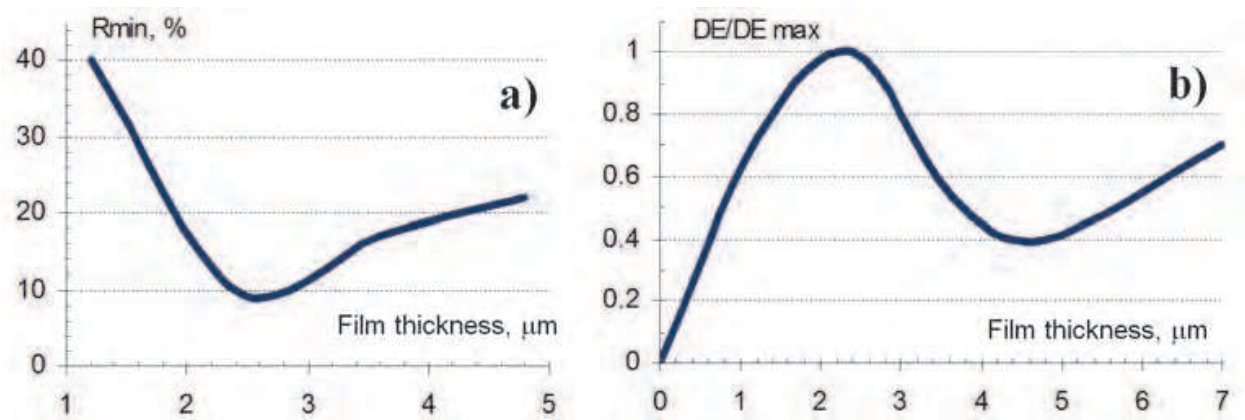 Rmin, %
40
30
20
10
0
1 2 3 4 5
Film thickness, μm
a)
DE/DE max
1
0.8
0.6
0.4
0.2
0
0 1 2 3 4 5 6 7
Film thickness, μm
b)